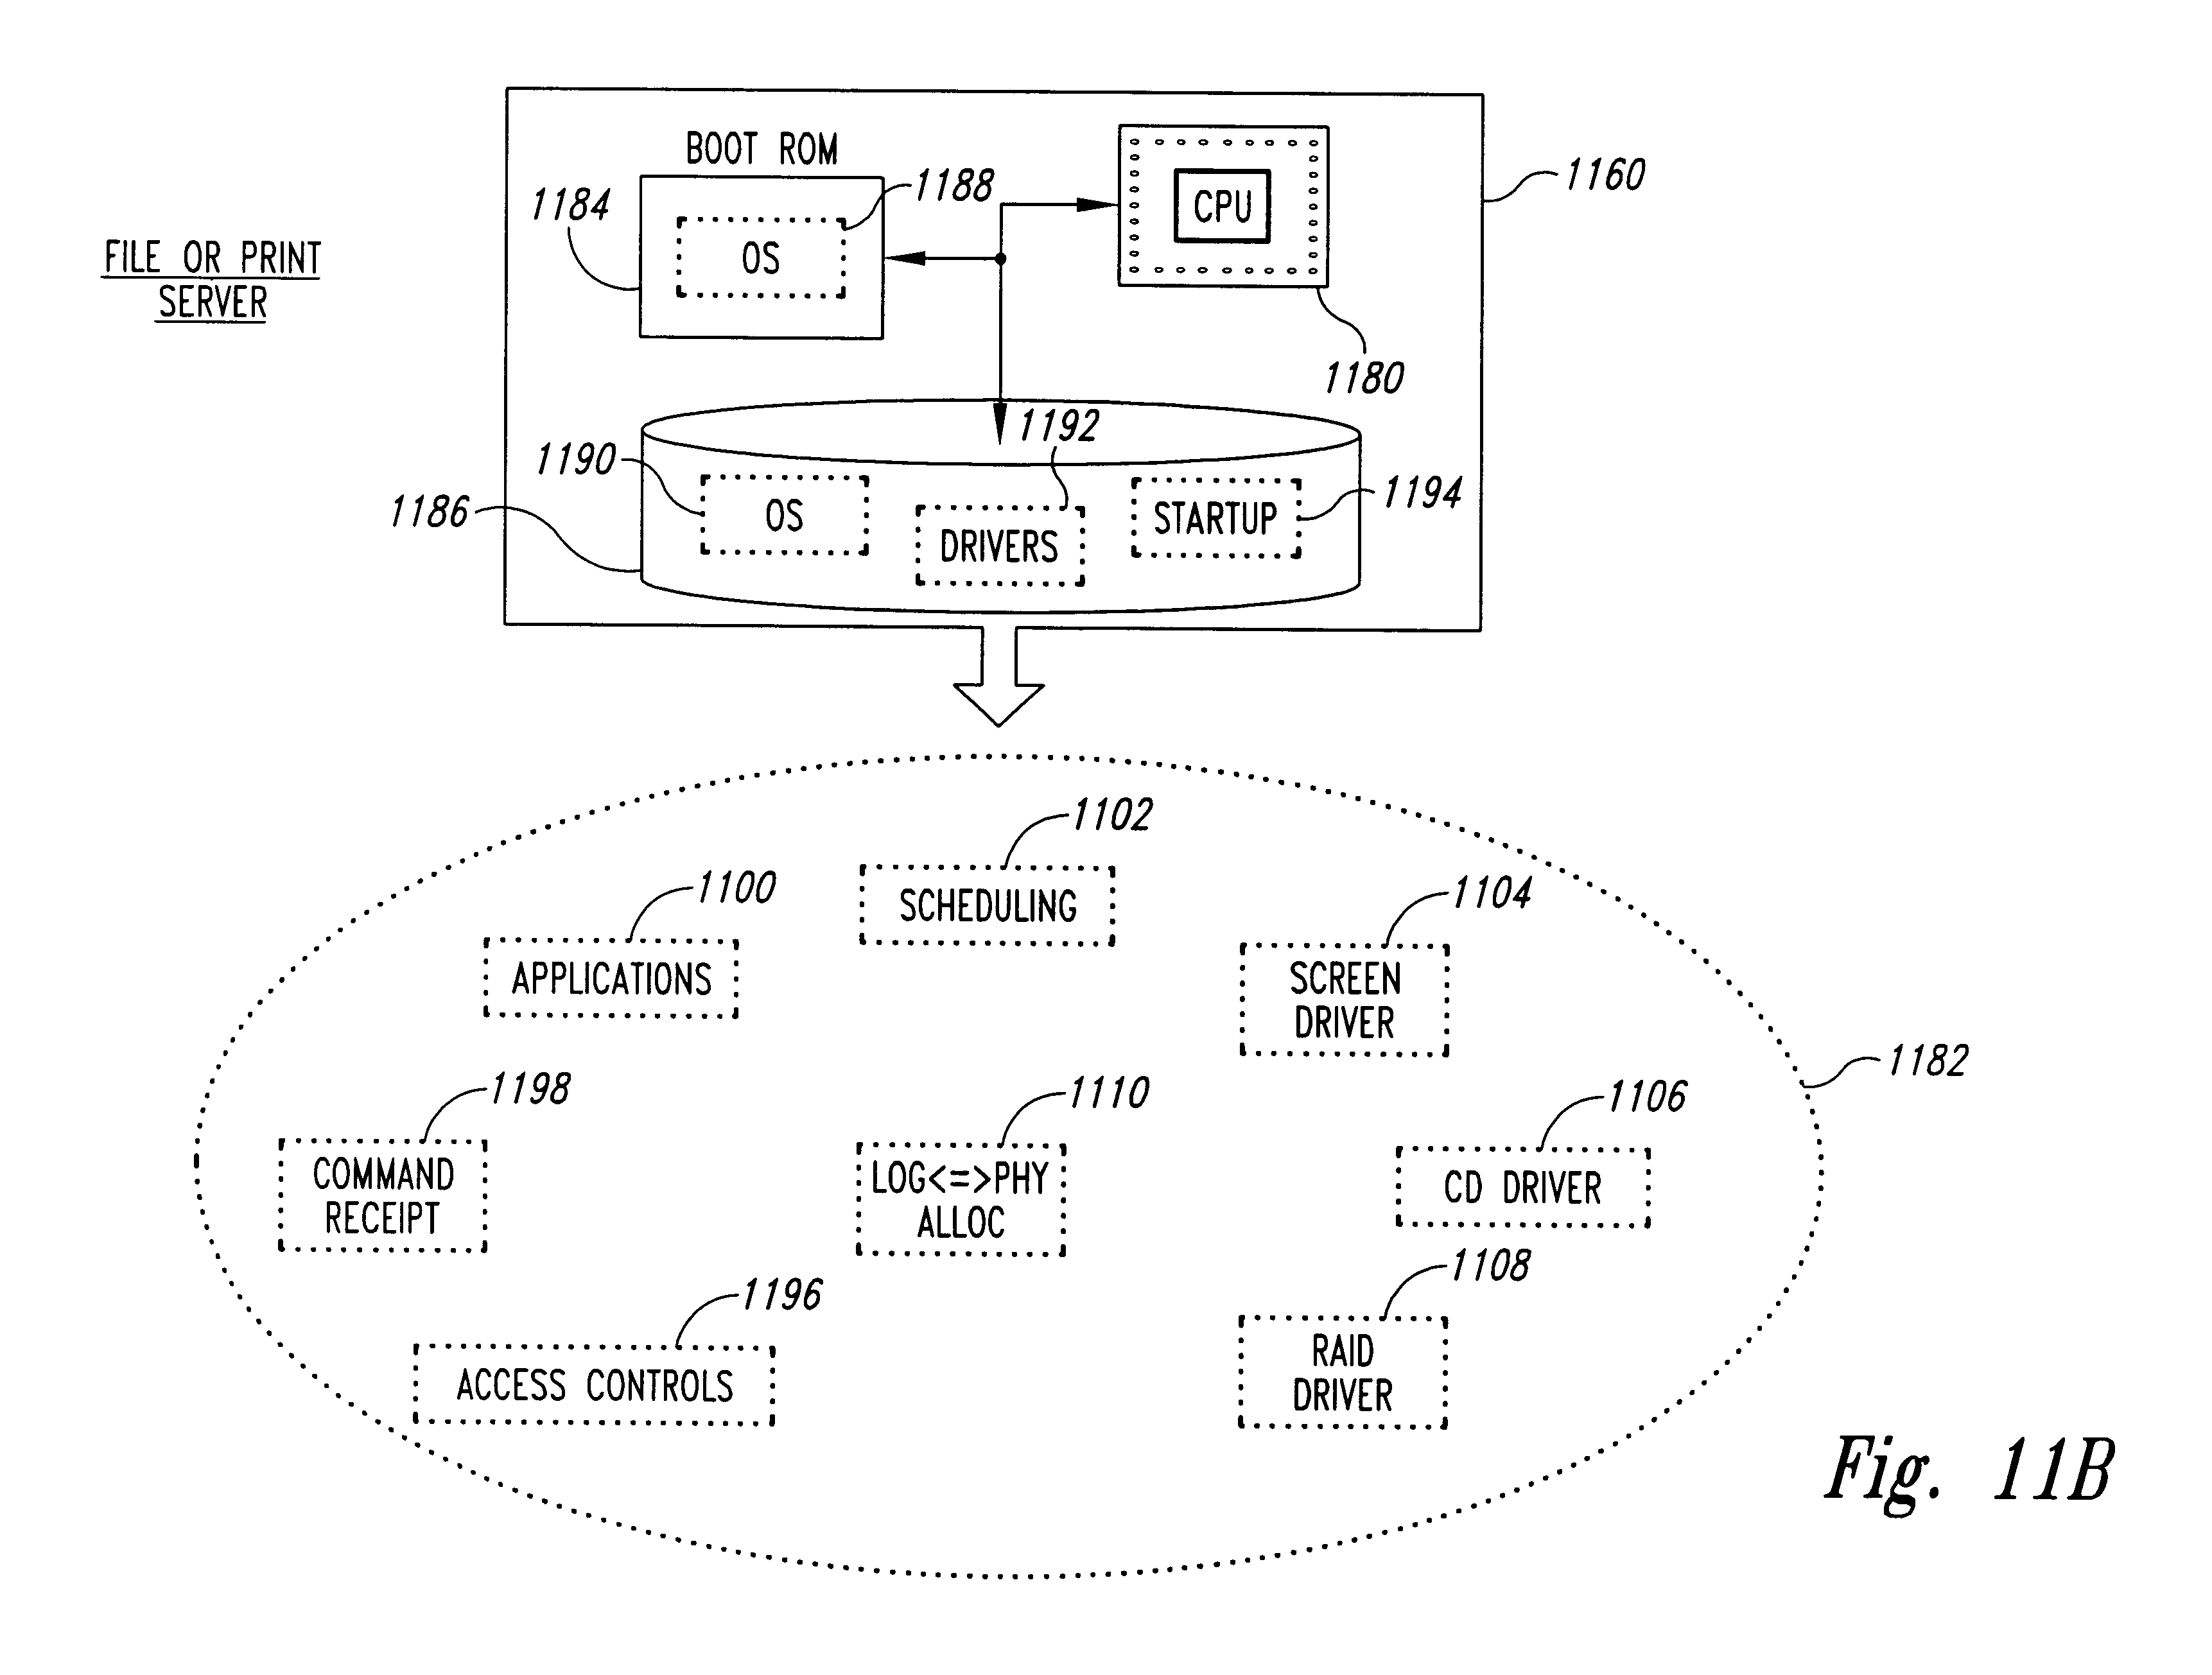 BOOT ROM
1188
1184
OS
CPU
1160
FILE OR PRINT
SERVER
1180
1192
1190
1186
OS
DRIVERS
STARTUP
1194
1102
1100
SCHEDULING
1104
APPLICATIONS
SCREEN
DRIVER
1182
1198
1110
1106
COMMAND
RECEIPT
LOG<=>PHY
ALLOC
CD DRIVER
1108
1196
RAID
DRIVER
ACCESS CONTROLS
Fig. 11B